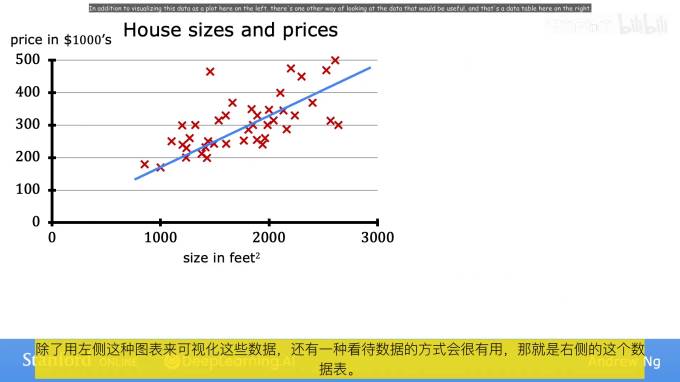 In addition to visualizing this data as a plot here on the left, there's one other way of looking at the data that would be useful, and that's a data table here on the right.
bilibili
House sizes and prices
price in $1000's
500
400
300
200
100
0
0 1000 2000 3000
size in feet²
除了用左侧这种图表来可视化这些数据，还有一种看待数据的方式会很有用，那就是右侧的这个数
据表。
Stanford ONLINE DeepLearning.AI Andrew Ng